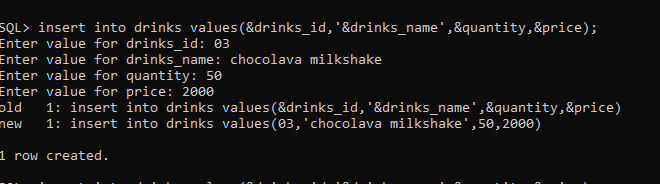 SQL> insert into drinks values(&drinks_id,'&drinks_name',&quantity,&price);
Enter value for drinks_id: 03
Enter value for drinks_name: chocolava milkshake
Enter value for quantity: 50
Enter value for price: 2000
old   1: insert into drinks values(&drinks_id,'&drinks_name',&quantity,&price)
new   1: insert into drinks values(03,'chocolava milkshake',50,2000)
1 row created.